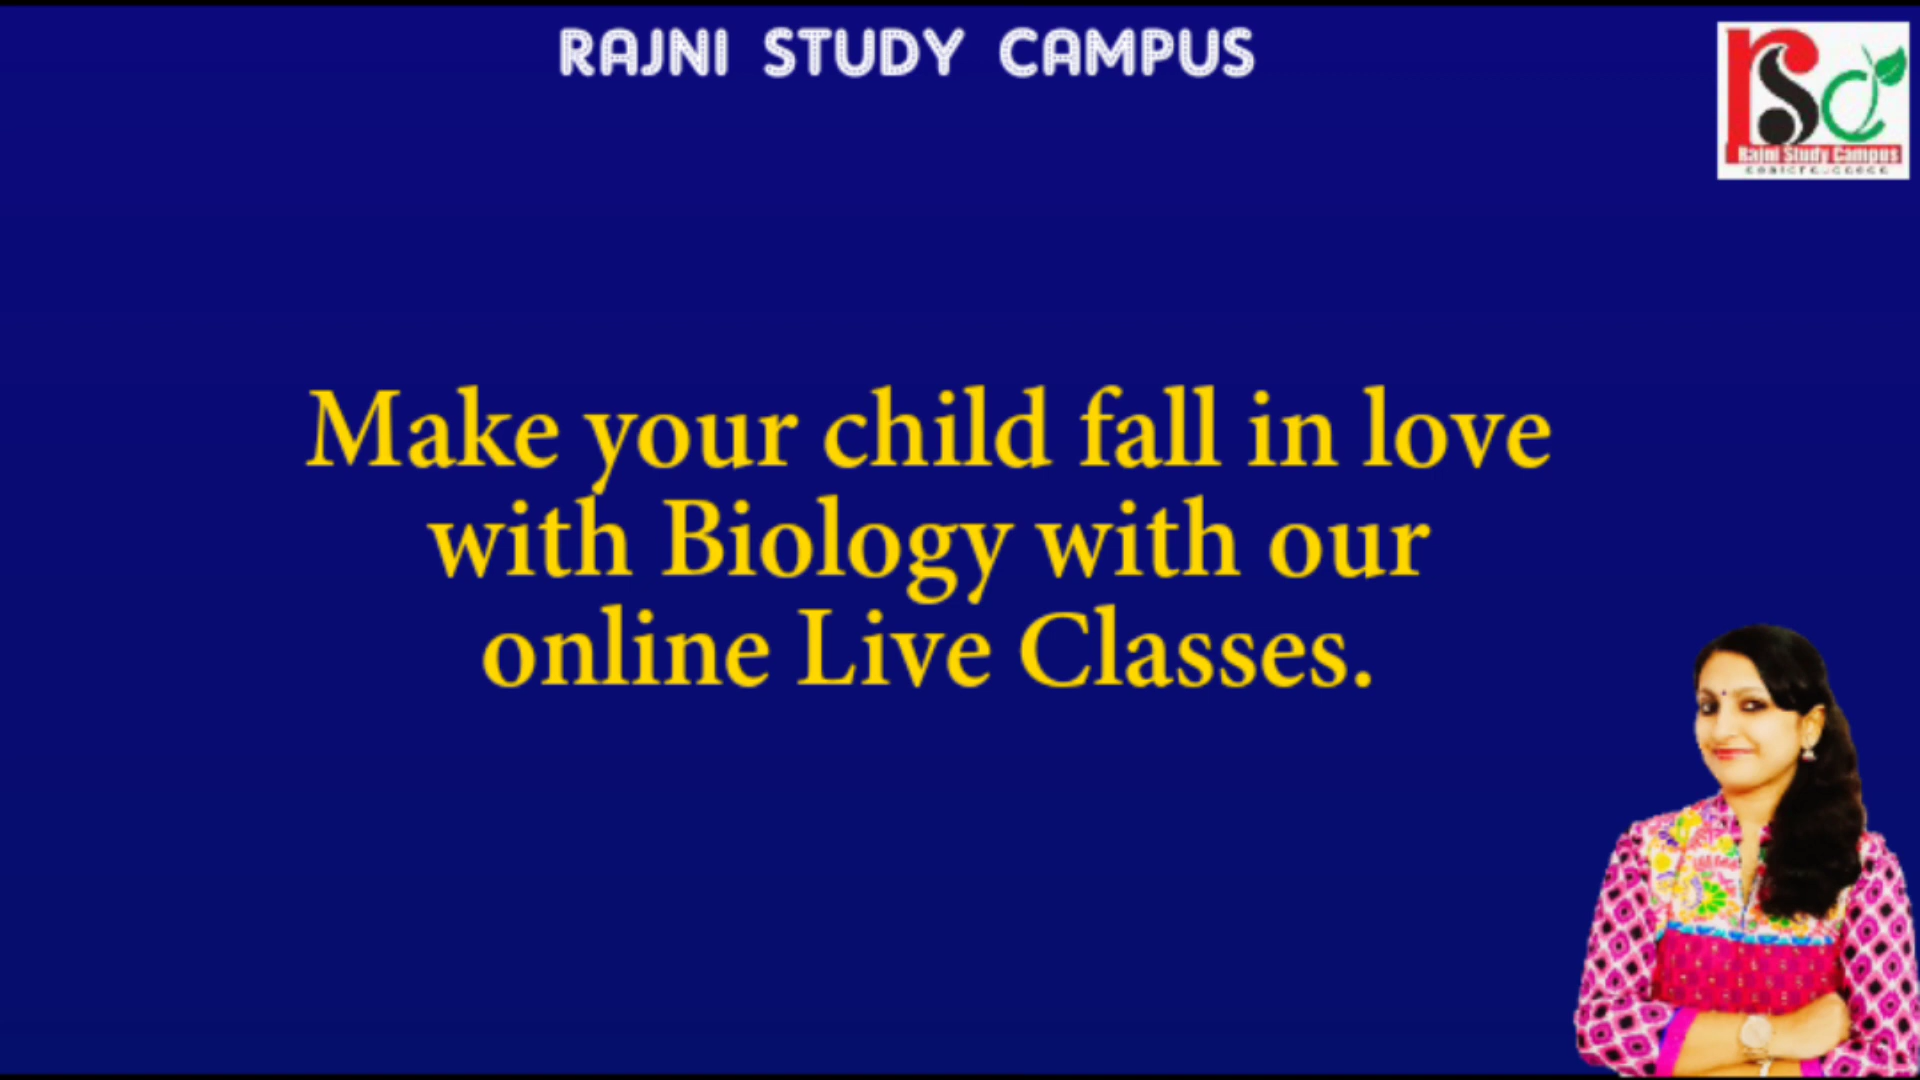 RAJNI STUDY CAMPUS
rsc
Rajni Study Campus
Make your child fall in love
with Biology with our
online Live Classes.